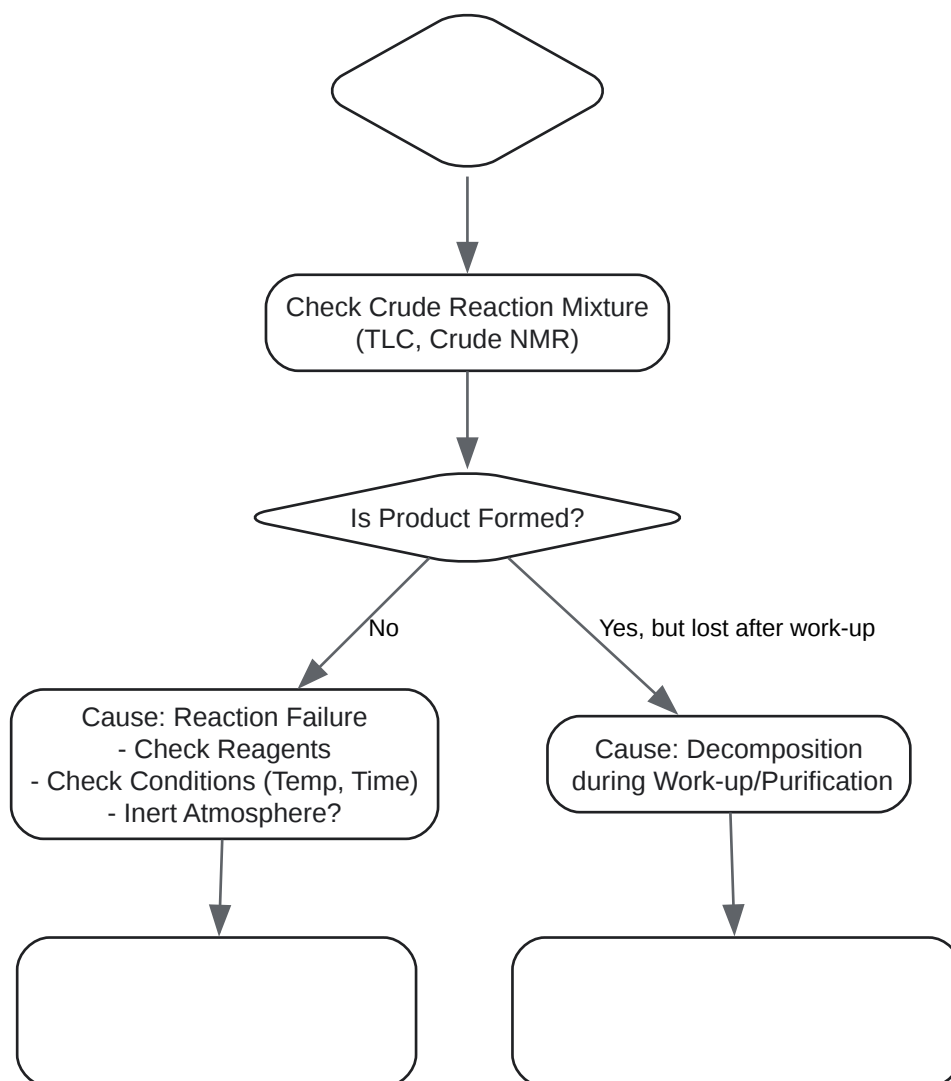 Check Crude Reaction Mixture
(TLC, Crude NMR)
Is Product Formed?
No
Yes, but lost after work-up
Cause: Reaction Failure
- Check Reagents
- Check Conditions (Temp, Time)
- Inert Atmosphere?
Cause: Decomposition
during Work-up/Purification